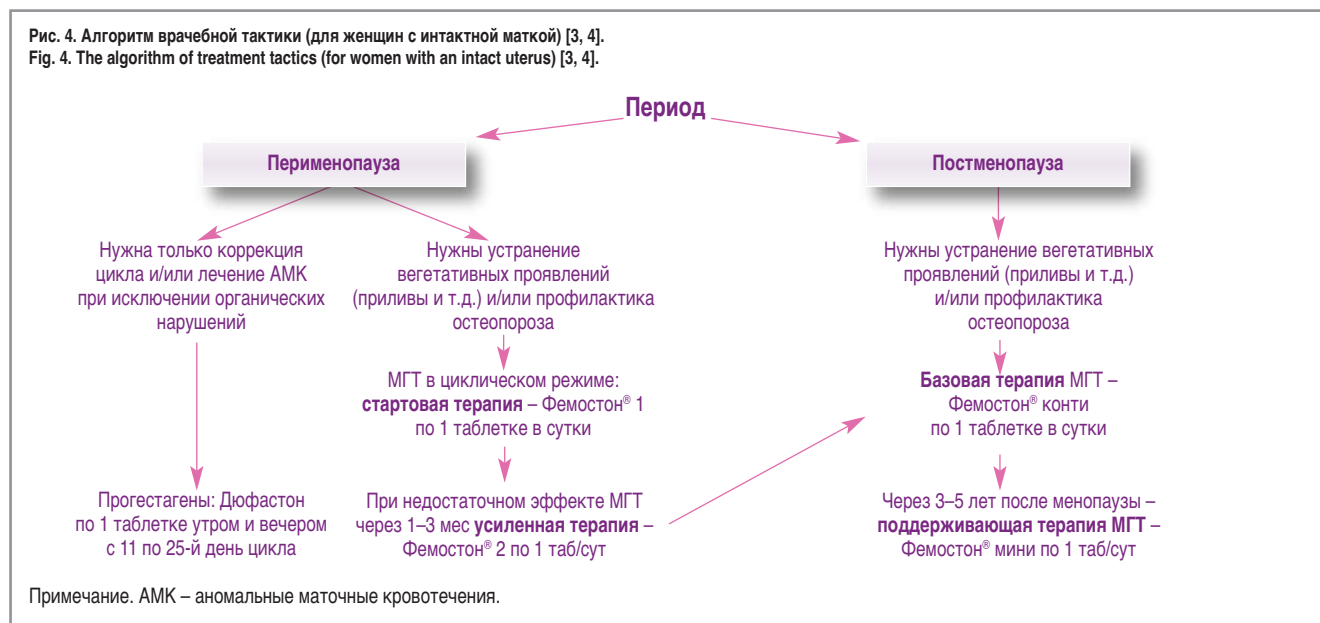 Рис. 4. Алгоритм врачебной тактики (для женщин с интактной маткой) [3, 4].
Fig. 4. The algorithm of treatment tactics (for women with an intact uterus) [3, 4].
Период
Перименопауза
Постменопауза
Нужна только коррекция
цикла и/или лечение АМК
при исключении органических
нарушений
Прогестагены: Дюфастон
по 1 таблетке утром и вечером
с 11 по 25-й день цикла
Нужны устранение
вегетативных проявлений
(приливы и т.д.) и/или профилактика
остеопороза
МГТ в циклическом режиме:
стартовая терапия – Фемостон® 1
по 1 таблетке в сутки
При недостаточном эффекте МГТ
через 1–3 мес усиленная терапия –
Фемостон® 2 по 1 таб/сут
Нужны устранение вегетативных
проявлений (приливы и т.д.)
и/или профилактика
остеопороза
Базовая терапия МГТ –
Фемостон® конти
по 1 таблетке в сутки
Через 3–5 лет после менопаузы –
поддерживающая терапия МГТ –
Фемостон® мини по 1 таб/сут
Примечание. АМК – аномальные маточные кровотечения.